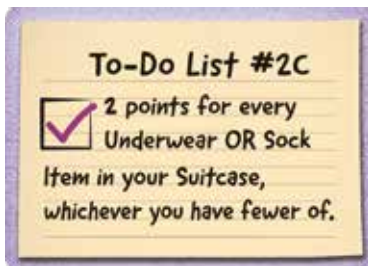 To-Do List #2C
2 points for every
Underwear OR Sock
Item in your Suitcase,
whichever you have fewer of.